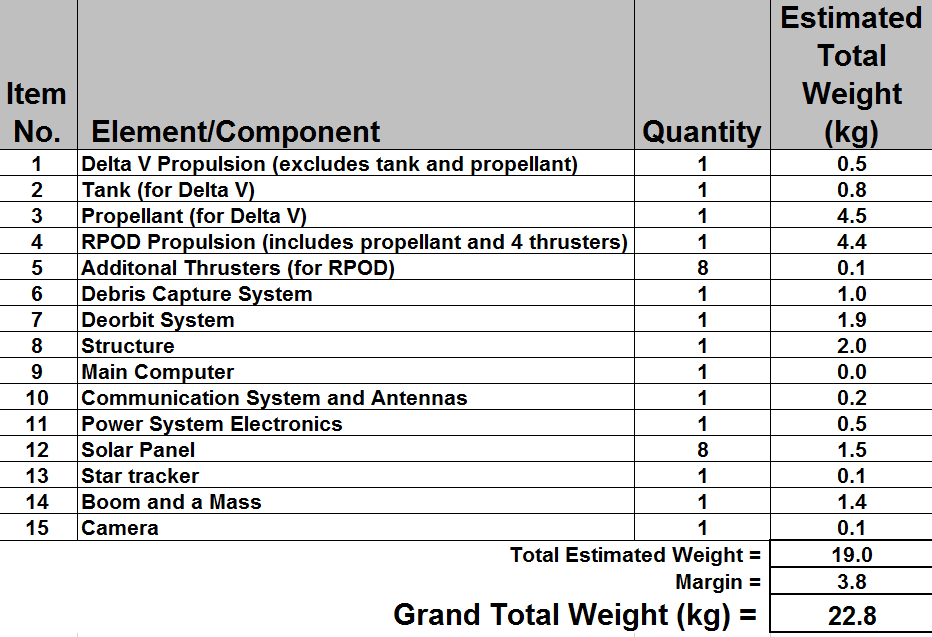 Item No. Element/Component Quantity Estimated Total Weight (kg)
1 Delta V Propulsion (excludes tank and propellant) 1 0.5
2 Tank (for Delta V) 1 0.8
3 Propellant (for Delta V) 1 4.5
4 RPOD Propulsion (includes propellant and 4 thrusters) 1 4.4
5 Additonal Thrusters (for RPOD) 8 0.1
6 Debris Capture System 1 1.0
7 Deorbit System 1 1.9
8 Structure 1 2.0
9 Main Computer 1 0.0
10 Communication System and Antennas 1 0.2
11 Power System Electronics 1 0.5
12 Solar Panel 8 1.5
13 Star tracker 1 0.1
14 Boom and a Mass 1 1.4
15 Camera 1 0.1
Total Estimated Weight = 19.0
Margin = 3.8
Grand Total Weight (kg) = 22.8